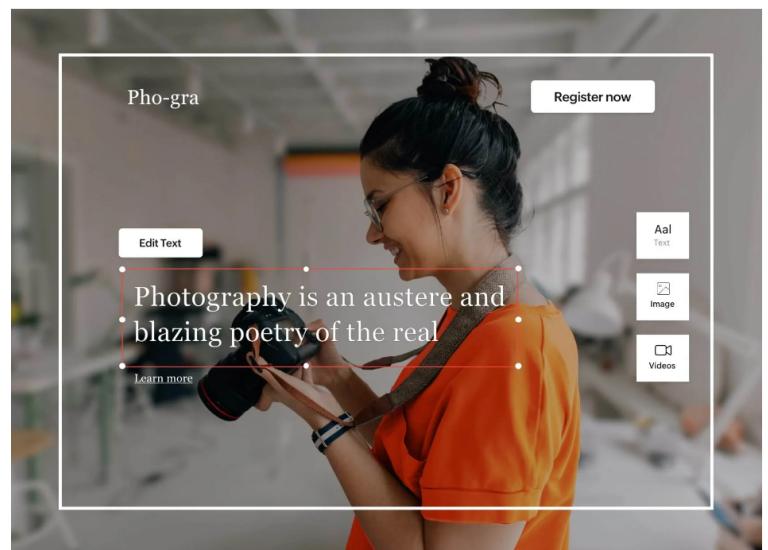 Pho-gra
Register now
Edit Text
Photography is an austere and
blazing poetry of the real
Learn more
Aal
Text
Image
Videos